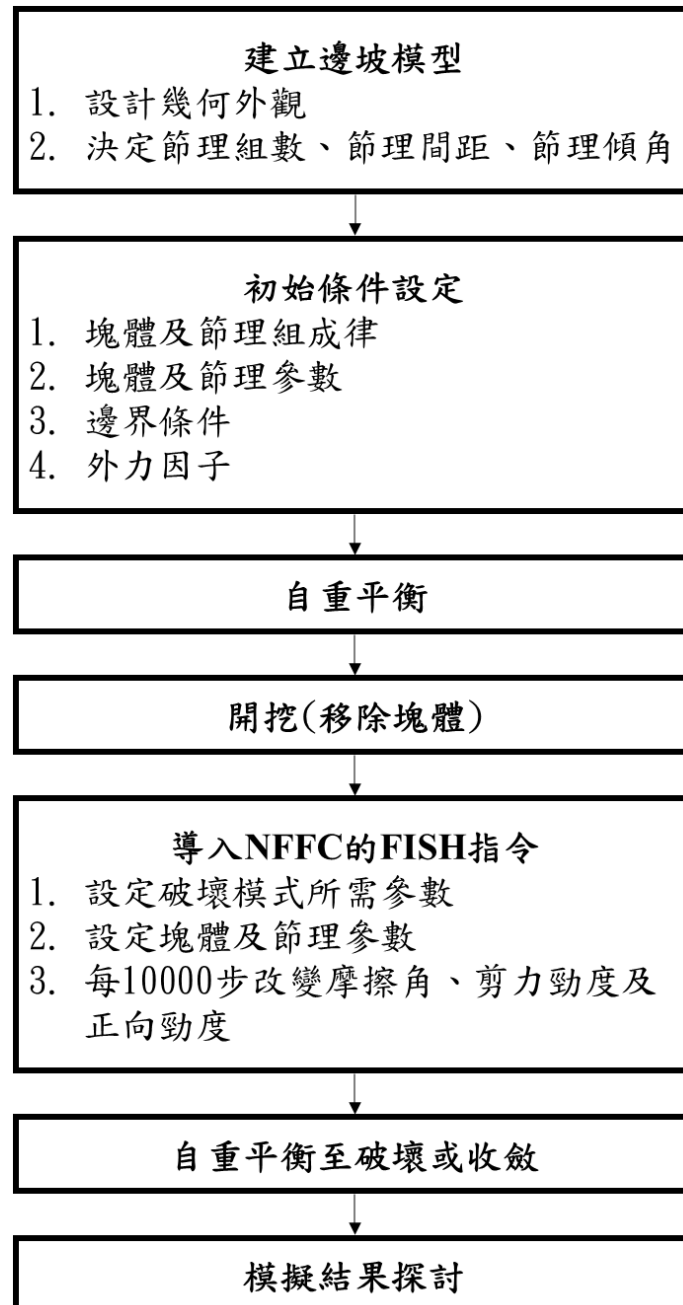 建立邊坡模型
1. 設計幾何外觀
2. 決定節理組數、節理間距、節理傾角
初始條件設定
1. 塊體及節理組成律
2. 塊體及節理參數
3. 邊界條件
4. 外力因子
自重平衡
開挖(移除塊體)
導入NFFC的FISH指令
1. 設定破壞模式所需參數
2. 設定塊體及節理參數
3. 每10000步改變摩擦角、剪力勁度及
正向勁度
自重平衡至破壞或收斂
模擬結果探討